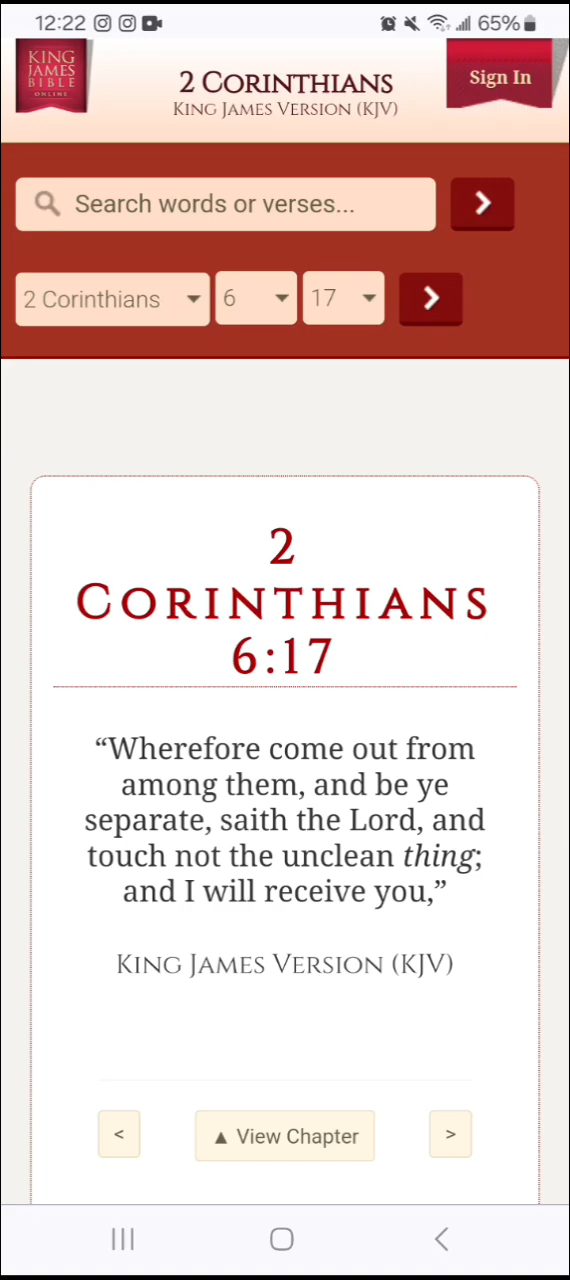 12:22 65%
KING
JAMES
BIBLE
ONLINE
2 CORINTHIANS
KING JAMES VERSION (KJV)
Sign In
Search words or verses...
2 Corinthians 6 17
2
CORINTHIANS
6:17
“Wherefore come out from
among them, and be ye
separate, saith the Lord, and
touch not the unclean thing;
and I will receive you,”
KING JAMES VERSION (KJV)
< ▲ View Chapter >